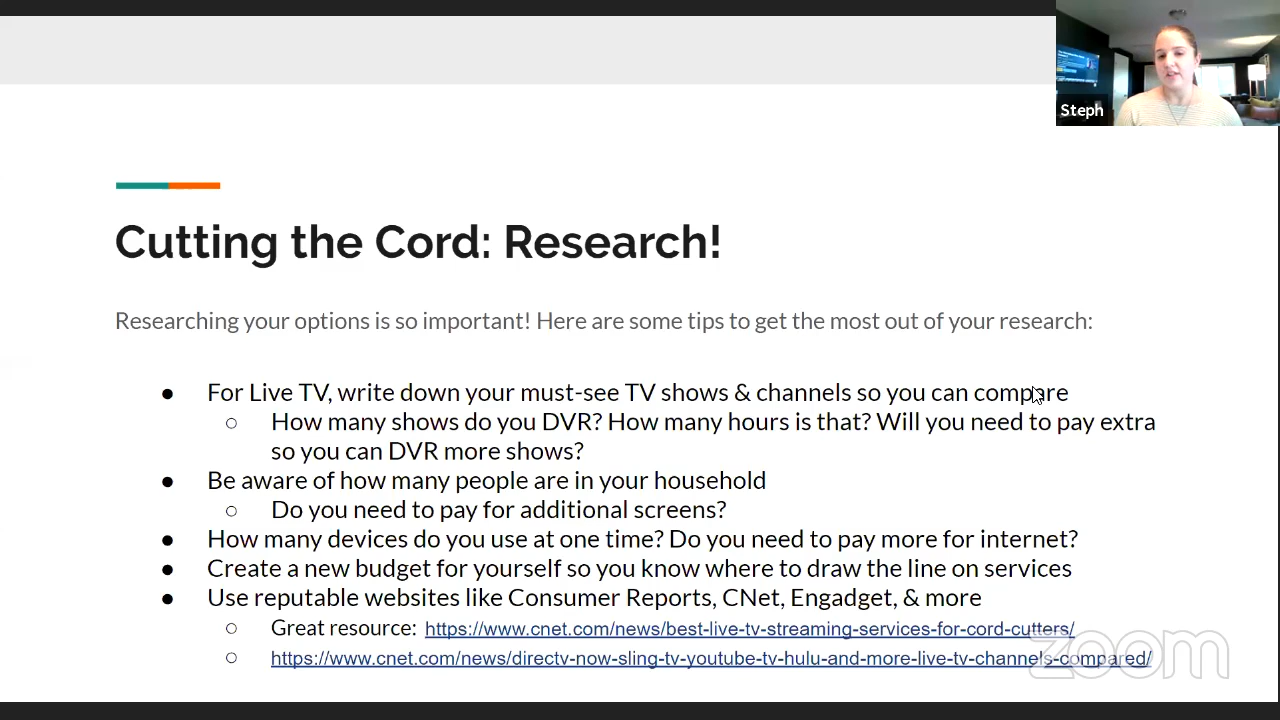 Steph
Cutting the Cord: Research!
Researching your options is so important! Here are some tips to get the most out of your research:
● For Live TV, write down your must-see TV shows & channels so you can compare
○ How many shows do you DVR? How many hours is that? Will you need to pay extra
so you can DVR more shows?
● Be aware of how many people are in your household
○ Do you need to pay for additional screens?
● How many devices do you use at one time? Do you need to pay more for internet?
● Create a new budget for yourself so you know where to draw the line on services
● Use reputable websites like Consumer Reports, CNet, Engadget, & more
○ Great resource: https://www.cnet.com/news/best-live-tv-streaming-services-for-cord-cutters/
○ https://www.cnet.com/news/directv-now-sling-tv-youtube-tv-hulu-and-more-live-tv-channels-compared/
zoom